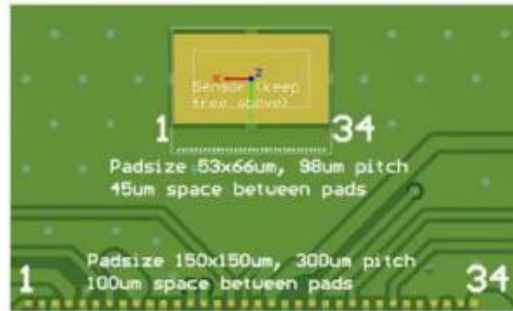 x z
Sensor (keep
free above)
1 34
Padsize 53x66um, 98um pitch
45um space between pads
Padsize 150x150um, 300um pitch
1 100um space between pads 34